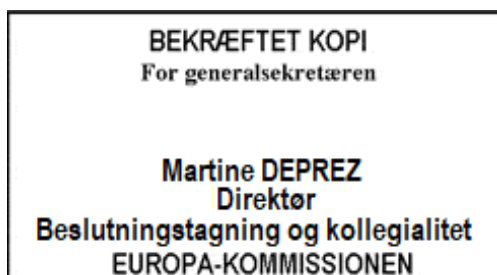 BEKRÆFTET KOPI
For generalsekretæren
Martine DEPREZ
Direktør
Beslutningstagning og kollegialitet
EUROPA-KOMMISSIONEN